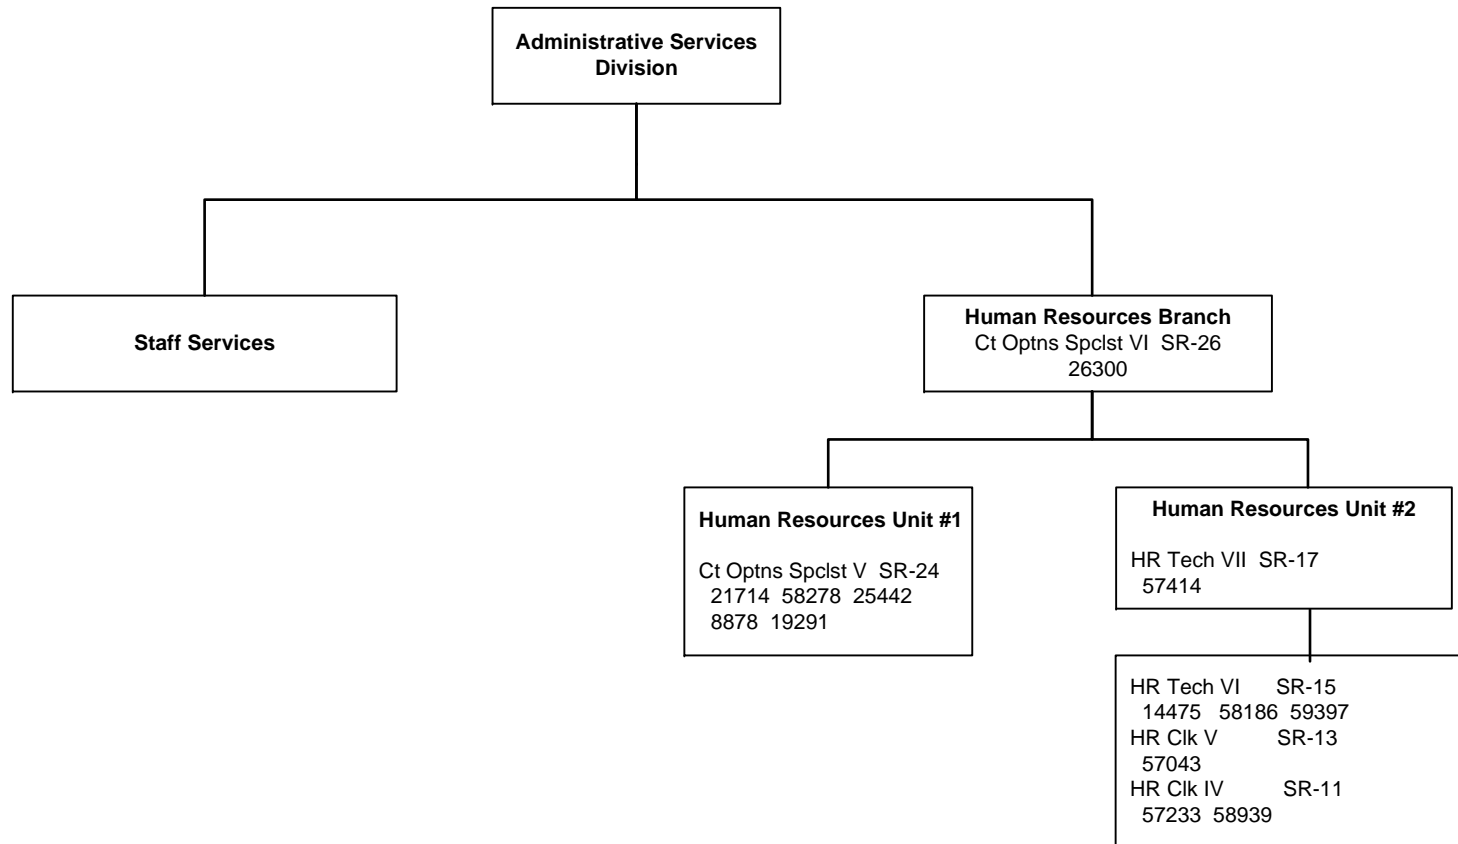 Administrative Services
Division
Staff Services
Human Resources Branch
Ct Optns Spclst VI  SR-26
26300
Human Resources Unit #1
Ct Optns Spclst V  SR-24
21714  58278  25442
8878  19291
Human Resources Unit #2
HR Tech VII  SR-17
57414
HR Tech VI      SR-15
14475   58186  59397
HR Clk V          SR-13
57043
HR Clk IV          SR-11
57233  58939